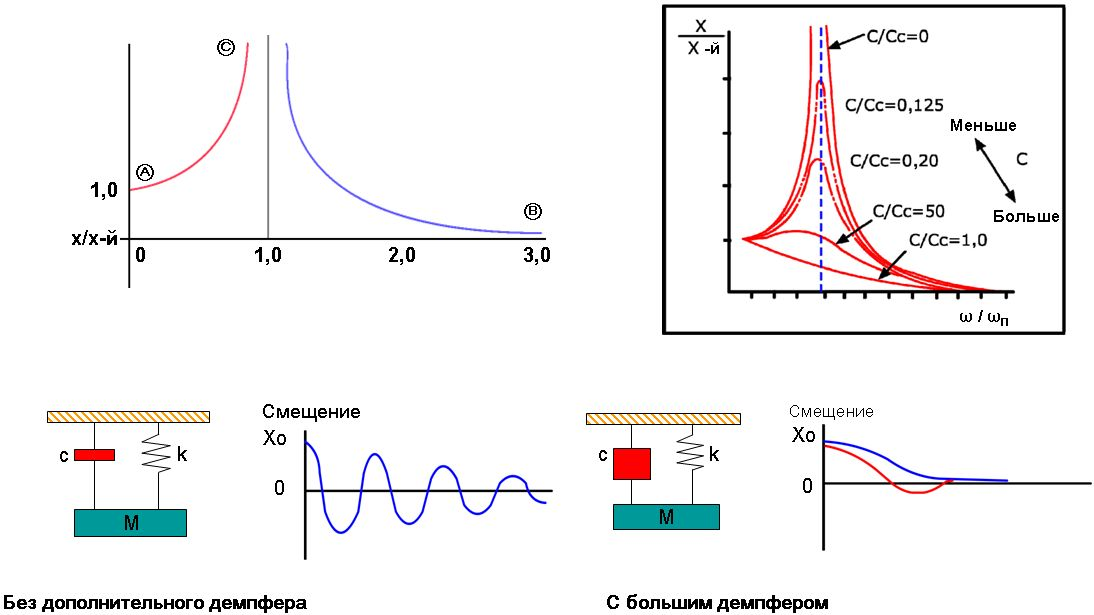 Ⓒ
Ⓐ
1,0
Ⓑ
x/x-й
0 1,0 2,0 3,0
X
X -й
C/Cc=0
C/Cc=0,125
Меньше
C/Cc=0,20
C
C/Cc=50
Больше
C/Cc=1,0
ω / ωп
Смещение
Xo
c
k
0
M
Смещение
Xo
c
k
0
M
Без дополнительного демпфера
С большим демпфером